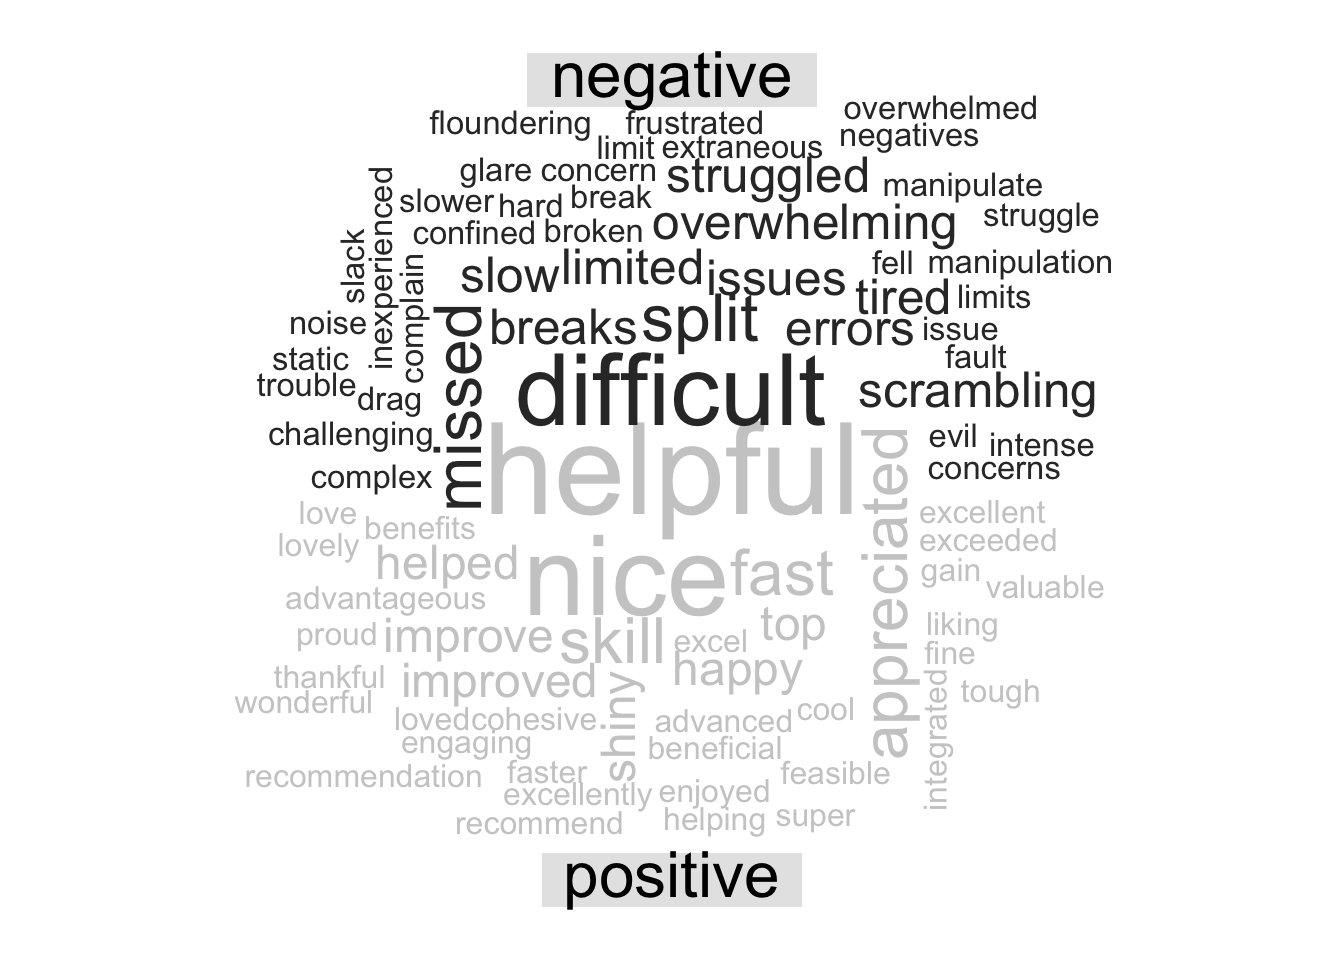 negative
overwhelmed
floundering frustrated
negatives
limit extraneous
glare concern struggled manipulate
slower hard break
inexperienced
confined broken overwhelming struggle
slack
complain
slow limited issues fell manipulation
tired limits
noise missed breaks split errors issue
static fault
trouble drag difficult scrambling
challenging helpful appreciated evil intense
complex concerns
love benefits excellent
lovely exceeded
helped nice fast gain valuable
advantageous
proud improve skill excel top liking
fine
thankful improved happy integrated tough
wonderful shiny
loved cohesive advanced cool
engaging beneficial
recommendation faster feasible
excellently enjoyed
recommend helping super
positive